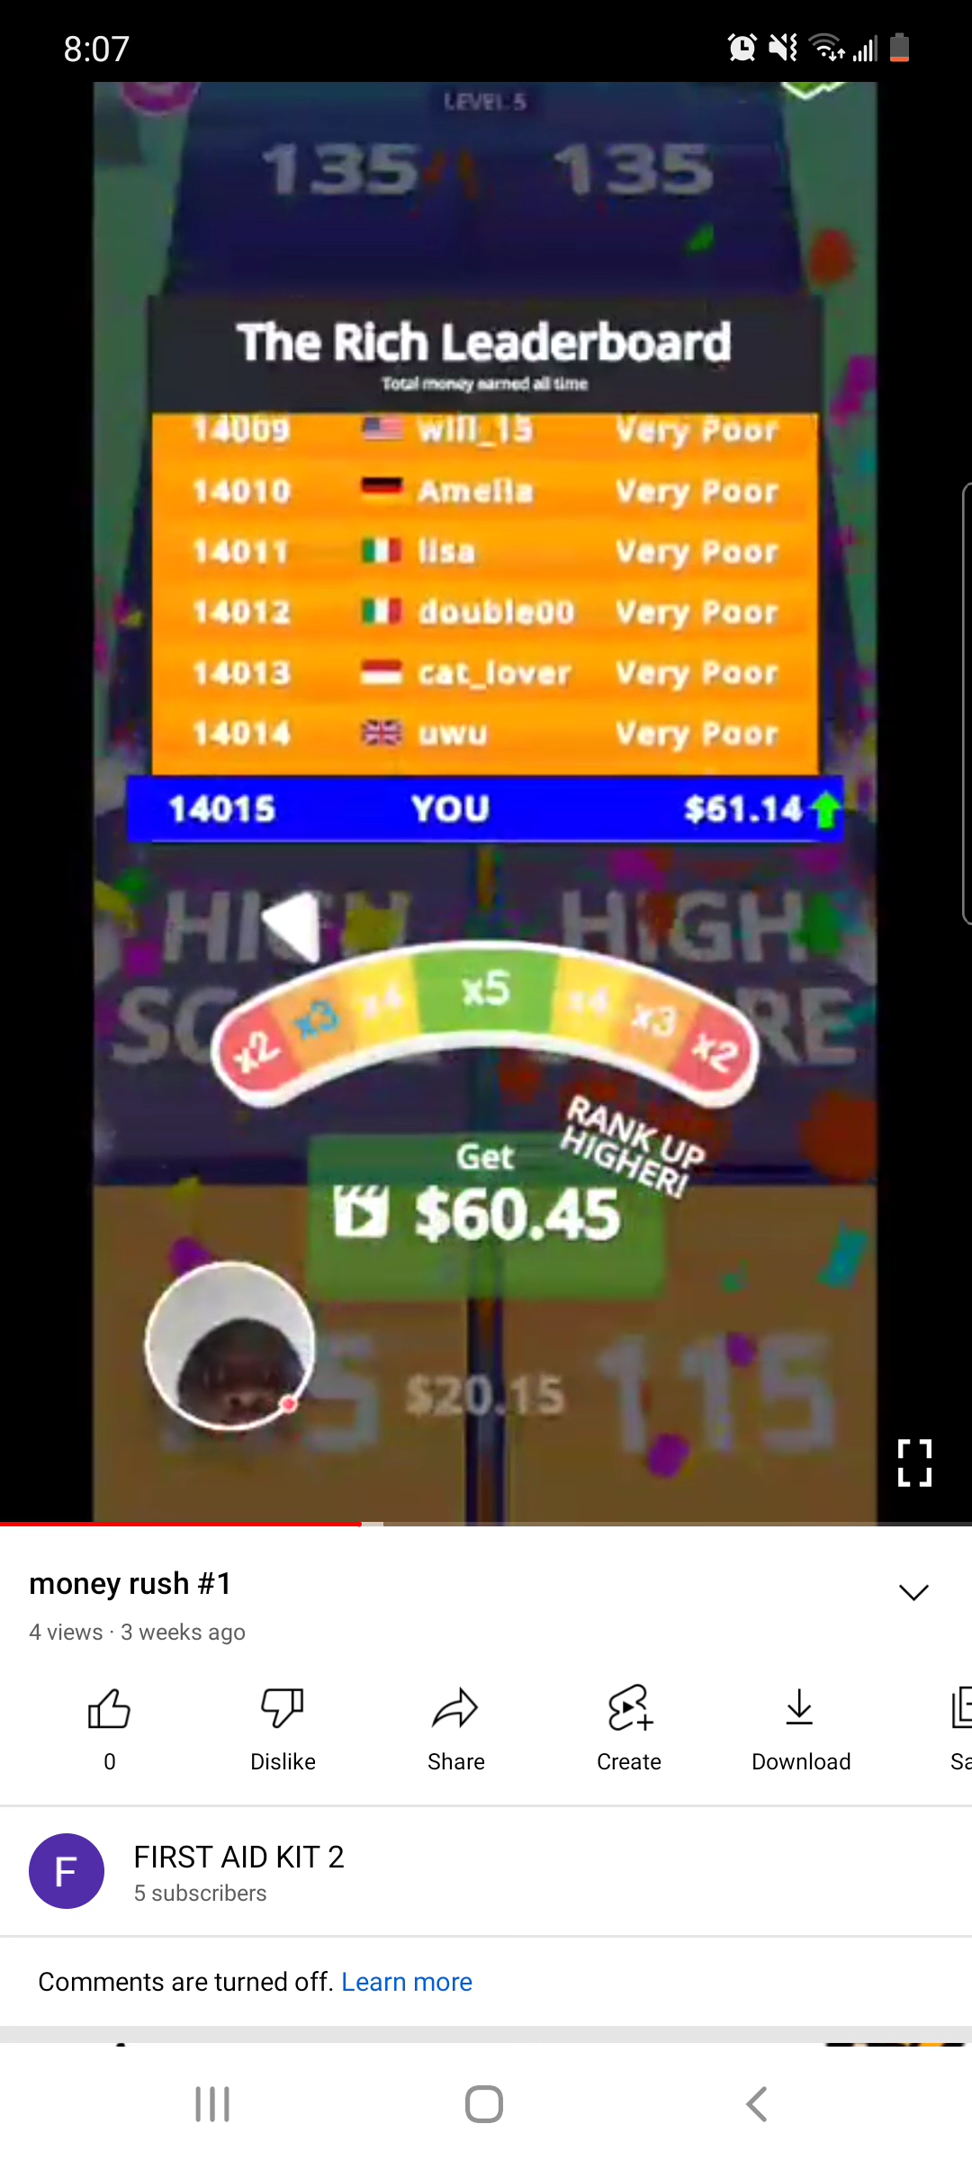 8:07
LEVEL 5
135 135
The Rich Leaderboard
Total money earned all time
14009 will_15 Very Poor
14010 Amelia Very Poor
14011 lisa Very Poor
14012 double00 Very Poor
14013 cat_lover Very Poor
14014 uwu Very Poor
14015 YOU $61.14
HIGH HIGH
x2 x3 x4 x5 x4 x3 x2
RANK UP
HIGHER!
Get
$60.45
$20.15 115
money rush #1
4 views · 3 weeks ago
0 Dislike Share Create Download
F
FIRST AID KIT 2
5 subscribers
Comments are turned off. Learn more